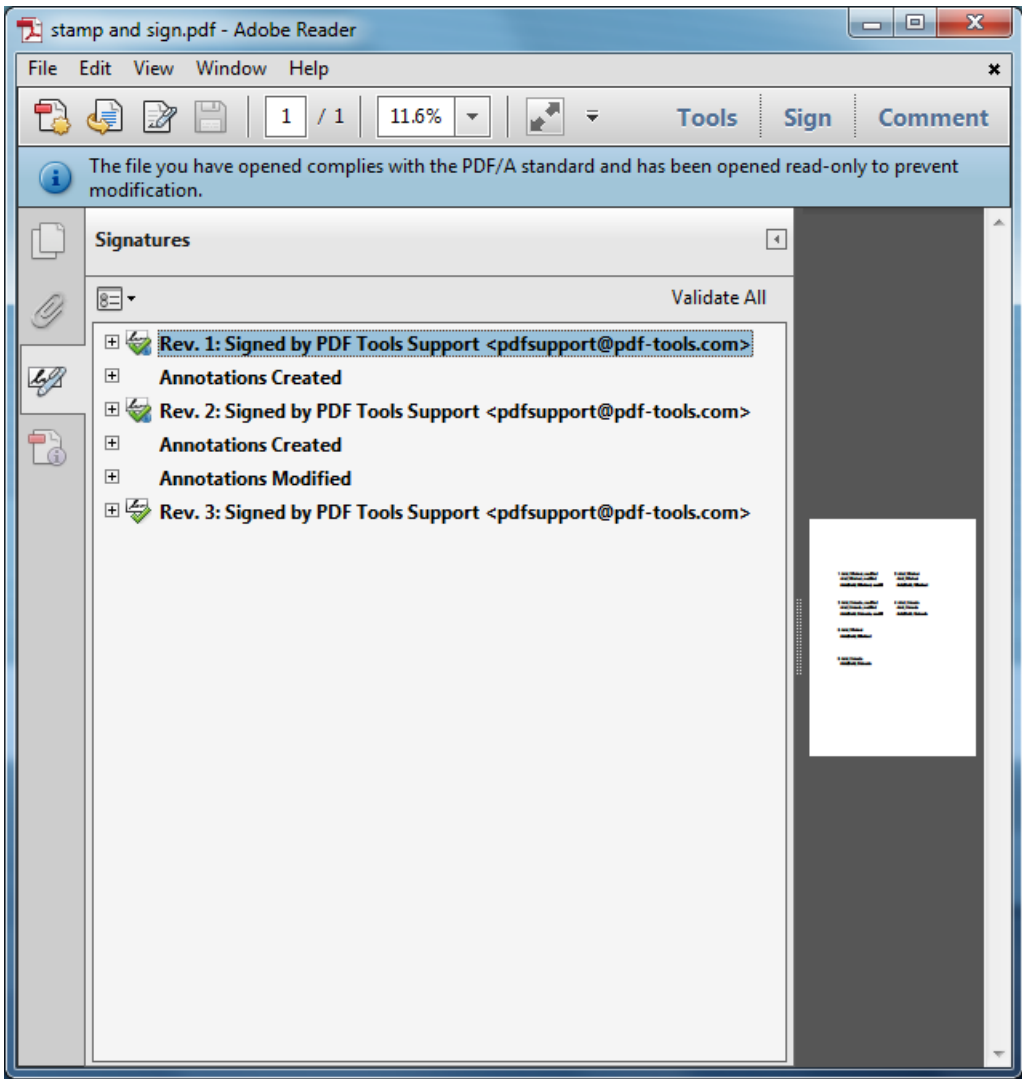 stamp and sign.pdf - Adobe Reader
File Edit View Window Help
1 / 1 11.6% Tools Sign Comment
The file you have opened complies with the PDF/A standard and has been opened read-only to prevent
modification.
Signatures
Validate All
Rev. 1: Signed by PDF Tools Support <pdfsupport@pdf-tools.com>
Annotations Created
Rev. 2: Signed by PDF Tools Support <pdfsupport@pdf-tools.com>
Annotations Created
Annotations Modified
Rev. 3: Signed by PDF Tools Support <pdfsupport@pdf-tools.com>